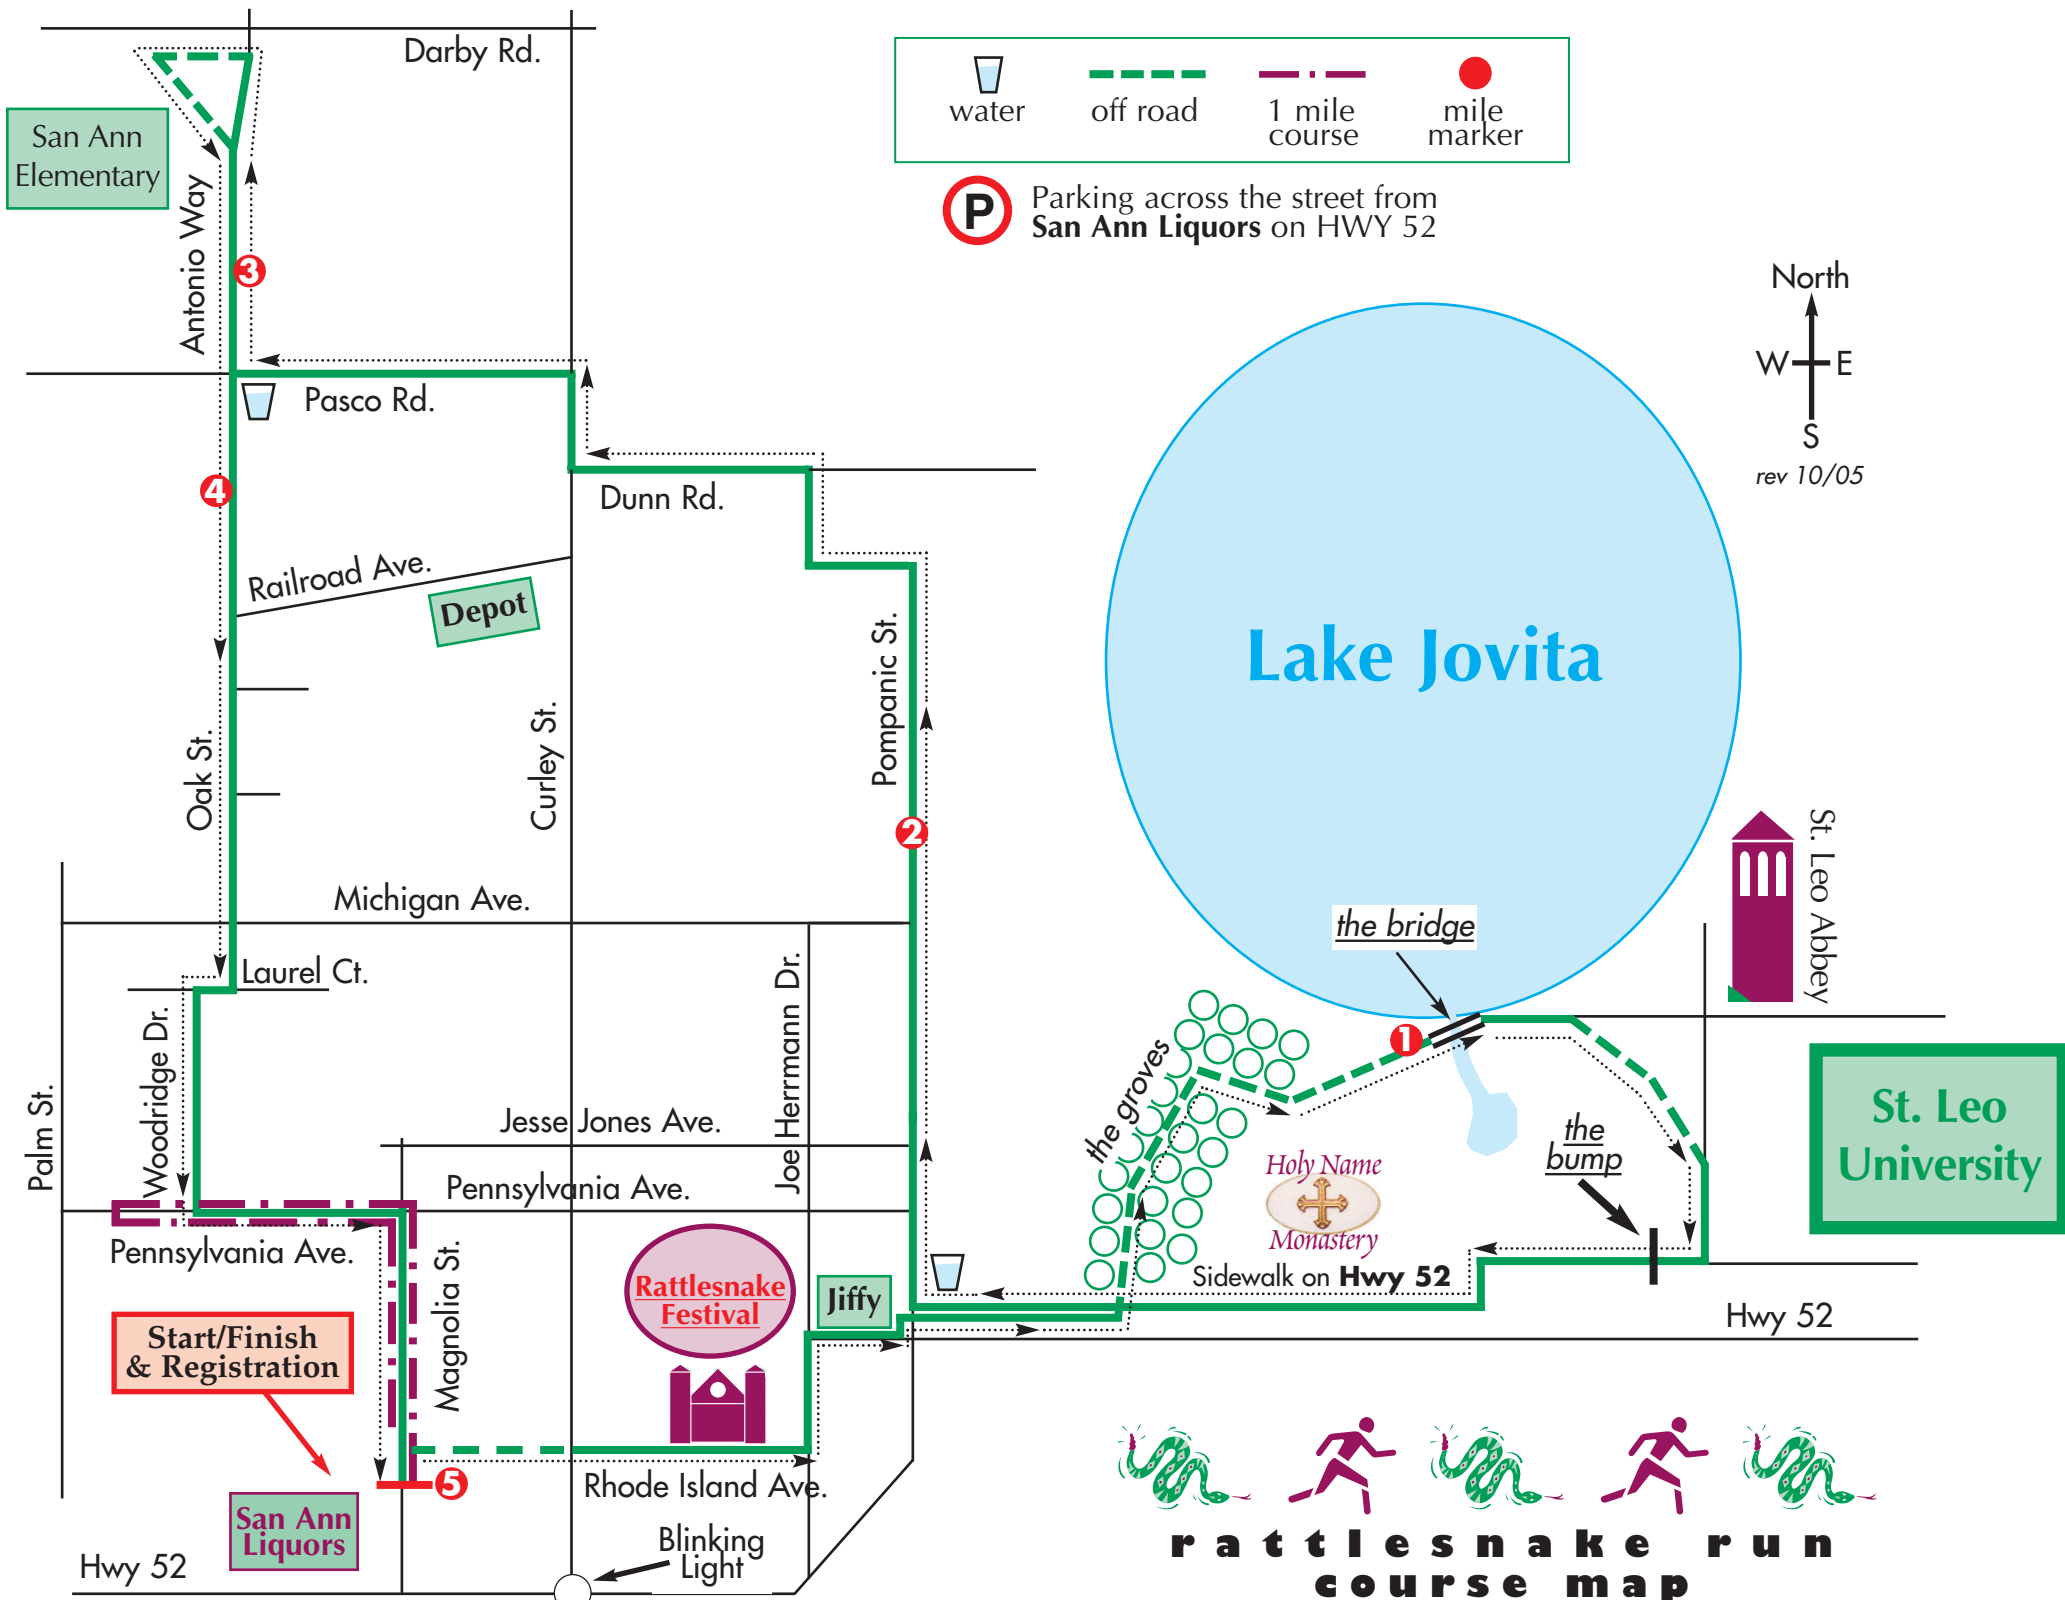 Darby Rd.
water
off road
1 mile
course
mile
marker
P
Parking across the street from
San Ann Liquors on HWY 52
San Ann
Elementary
Antonio Way
3
North
W
E
S
rev 10/05
Pasco Rd.
Dunn Rd.
4
Railroad Ave.
Depot
Lake Jovita
Pompanic St.
Oak St.
Curley St.
2
St. Leo Abbey
Michigan Ave.
the bridge
Laurel Ct.
Joe Herrmann Dr.
Woodridge Dr.
1
the groves
Palm St.
Jesse Jones Ave.
St. Leo
University
the
bump
Holy Name
Monastery
Pennsylvania Ave.
Pennsylvania Ave.
Magnolia St.
Rattlesnake
Festival
Jiffy
Sidewalk on Hwy 52
Hwy 52
Start/Finish
& Registration
5
Rhode Island Ave.
San Ann
Liquors
Blinking
Light
Hwy 52
rattlesnake run
course map